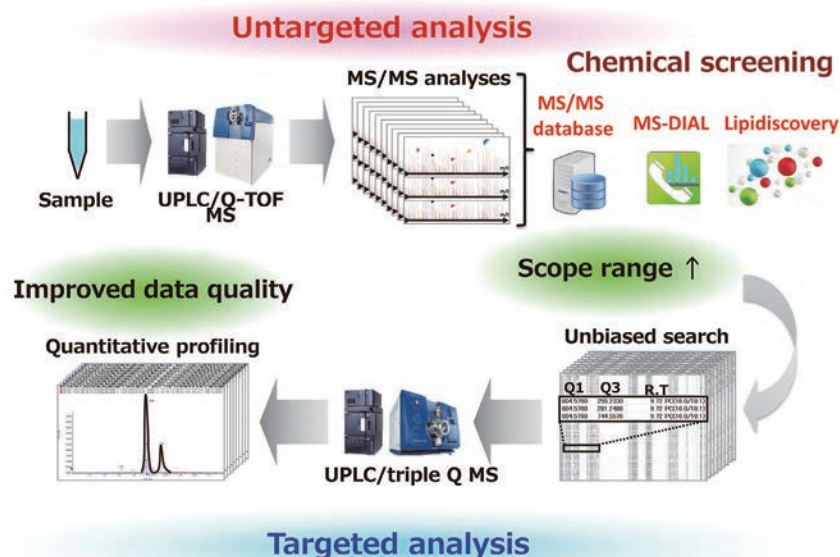 Untargeted analysis
Chemical screening
MS/MS analyses
MS/MS
database
MS-DIAL
Lipidiscovery
Sample
UPLC/Q-TOF
MS
Improved data quality
Scope range ↑
Quantitative profiling
Unbiased search
Q1 Q3 R.T
UPLC/triple Q MS
Targeted analysis